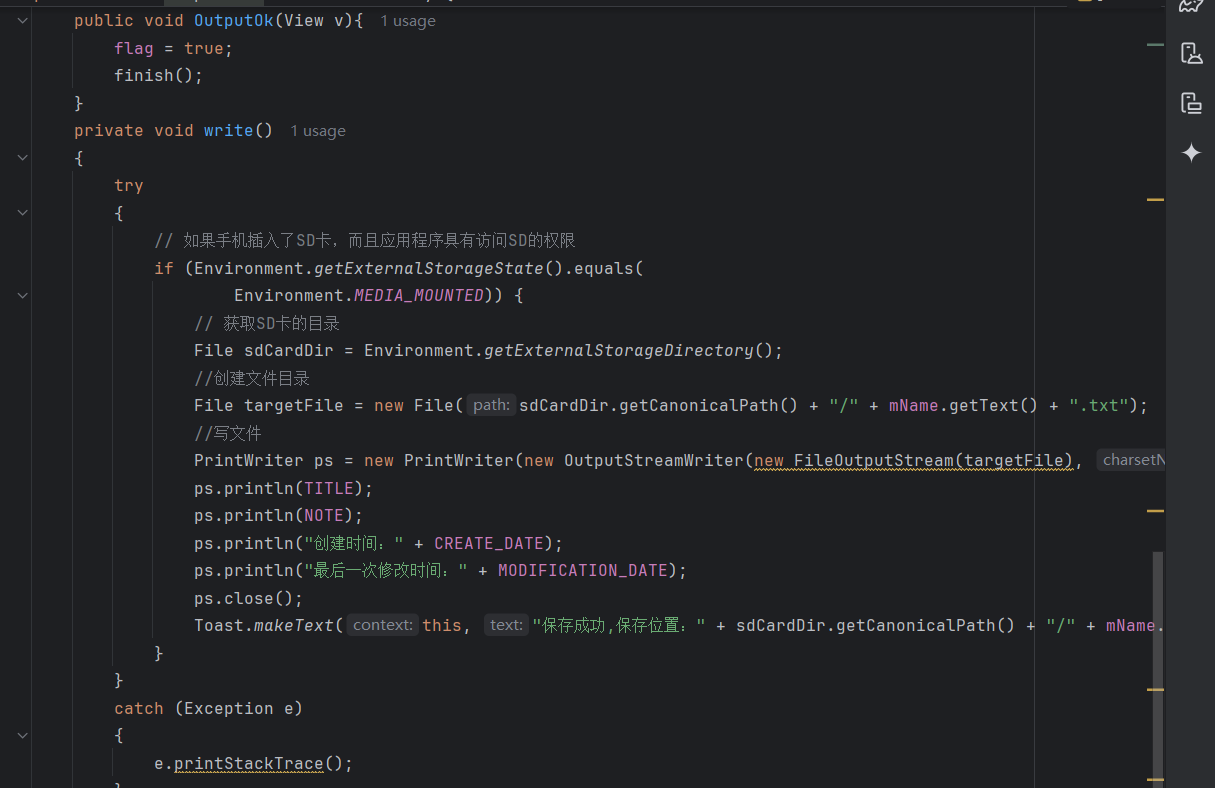 public void OutputOk(View v){ 1 usage
flag = true;
finish();
}
private void write() 1 usage
{
try
{
// 如果手机插入了SD卡，而且应用程序具有访问SD的权限
if (Environment.getExternalStorageState().equals(
Environment.MEDIA_MOUNTED)) {
// 获取SD卡的目录
File sdCardDir = Environment.getExternalStorageDirectory();
//创建文件目录
File targetFile = new File( path: sdCardDir.getCanonicalPath() + "/" + mName.getText() + ".txt");
//写文件
PrintWriter ps = new PrintWriter(new OutputStreamWriter(new FileOutputStream(targetFile), charsetN
ps.println(TITLE);
ps.println(NOTE);
ps.println("创建时间：" + CREATE_DATE);
ps.println("最后一次修改时间：" + MODIFICATION_DATE);
ps.close();
Toast.makeText( context: this, text: "保存成功,保存位置：" + sdCardDir.getCanonicalPath() + "/" + mName.
}
}
catch (Exception e)
{
e.printStackTrace();